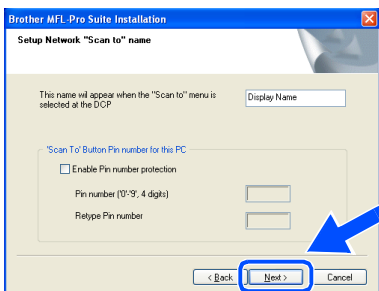 Brother MFL-Pro Suite Installation
Setup Network "Scan to" name
This name wil appear when the "Scan to" menu is
selected at the DCP
Display Name
'Scan To' Button Pin number for this PC
Enable Pin number protection
Pin number ('0'-'9', 4 digits)
Retype Pin number
< Back
Next >
Cancel